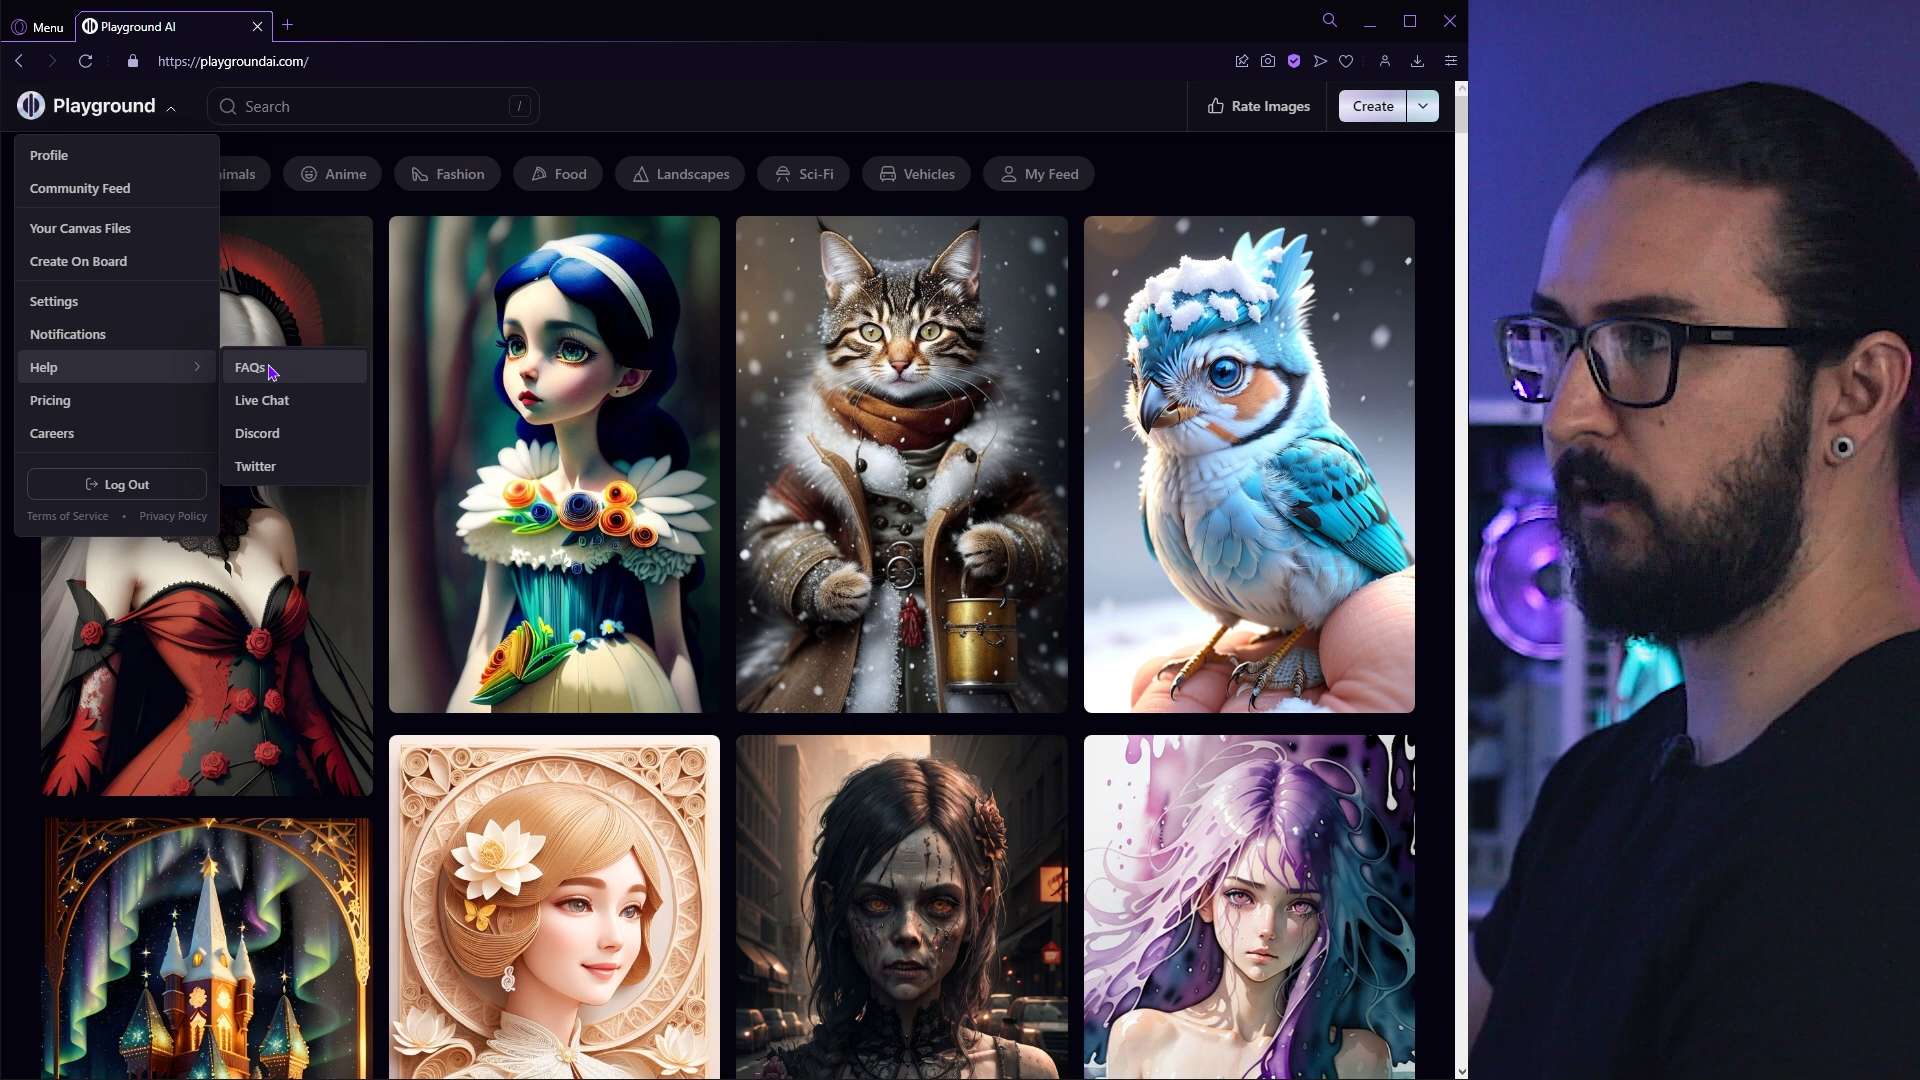 Menu
Playground AI
https://playgroundai.com/
Playground
Search
/
Rate Images
Create
Profile
Community Feed
Your Canvas Files
Create On Board
Settings
Notifications
Help
Pricing
Careers
Log Out
Terms of Service • Privacy Policy
FAQs
Live Chat
Discord
Twitter
imals
Anime
Fashion
Food
Landscapes
Sci-Fi
Vehicles
My Feed